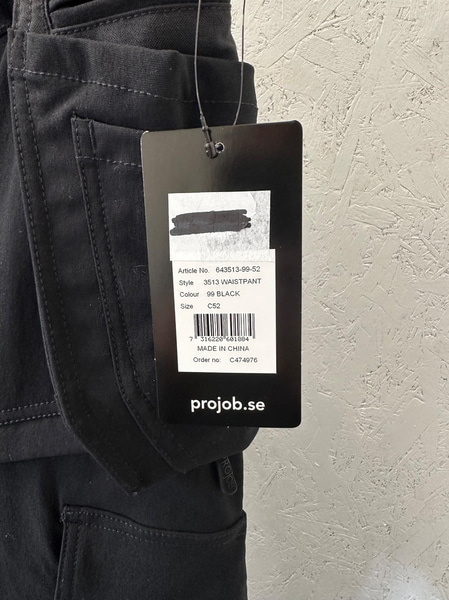 Article No. 643513-99-52
Style 3513 WAISTPANT
Colour 99 BLACK
Size C52
7 316220 601884
MADE IN CHINA
Order no: C474976
projob.se